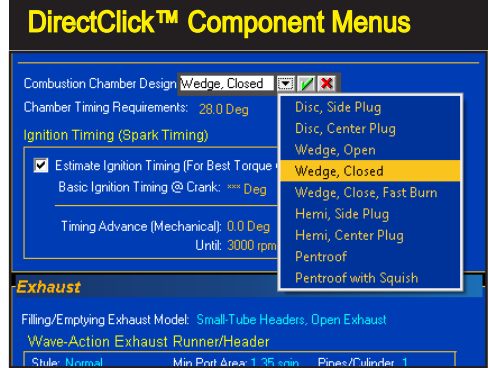 DirectClick™ Component Menus
Combustion Chamber Design Wedge, Closed
Chamber Timing Requirements: 28.0 Deg
Disc, Side Plug
Disc, Center Plug
Wedge, Open
Wedge, Closed
Wedge, Close, Fast Burn
Hemi, Side Plug
Hemi, Center Plug
Pentroof
Pentroof with Squish
Ignition Timing (Spark Timing)
Estimate Ignition Timing (For Best Torque
Basic Ignition Timing @ Crank: *** Deg
Timing Advance (Mechanical): 0.0 Deg
Until: 3000 rpm
Exhaust
Filling/Emptying Exhaust Model: Small-Tube Headers, Open Exhaust
Wave-Action Exhaust Runner/Header
Style: Normal Min Port Area: 1.35 sqin Pipes/Cylinder 1